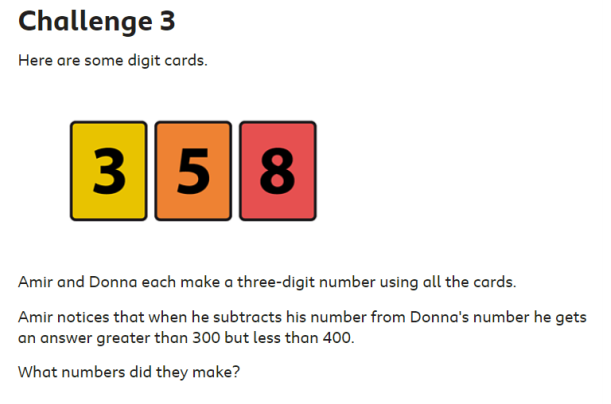 Challenge 3
Here are some digit cards.
3 5 8
Amir and Donna each make a three-digit number using all the cards.
Amir notices that when he subtracts his number from Donna's number he gets
an answer greater than 300 but less than 400.
What numbers did they make?